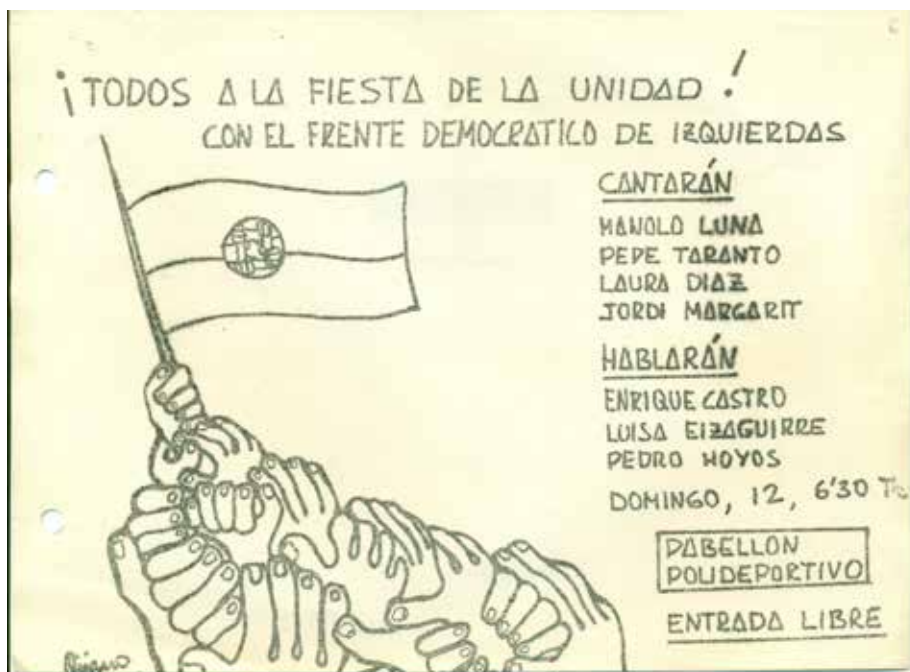 ¡TODOS A LA FIESTA DE LA UNIDAD!
CON EL FRENTE DEMOCRATICO DE IZQUIERDAS
CANTARÁN
MANOLO LUNA
PEPE TARANTO
LAURA DIAZ
JORDI MARGARIT
HABLARÁN
ENRIQUE CASTRO
LUISA EIZAGUIRRE
PEDRO HOYOS
DOMINGO, 12, 6'30
PABELLON
POLIDEPORTIVO
ENTRADA LIBRE